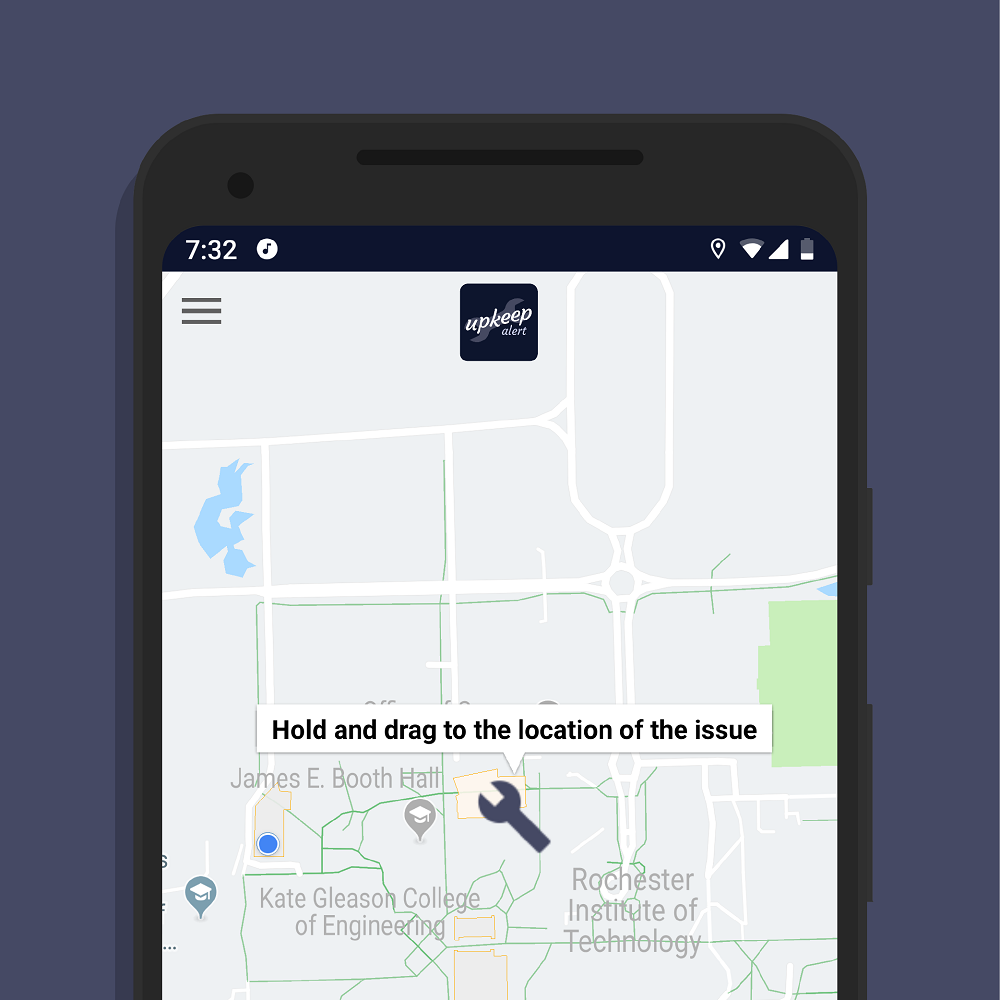 7:32
upkeep
alert
Hold and drag to the location of the issue
James E. Booth Hall
Rochester
Institute of
Technology
Kate Gleason College
of Engineering
...